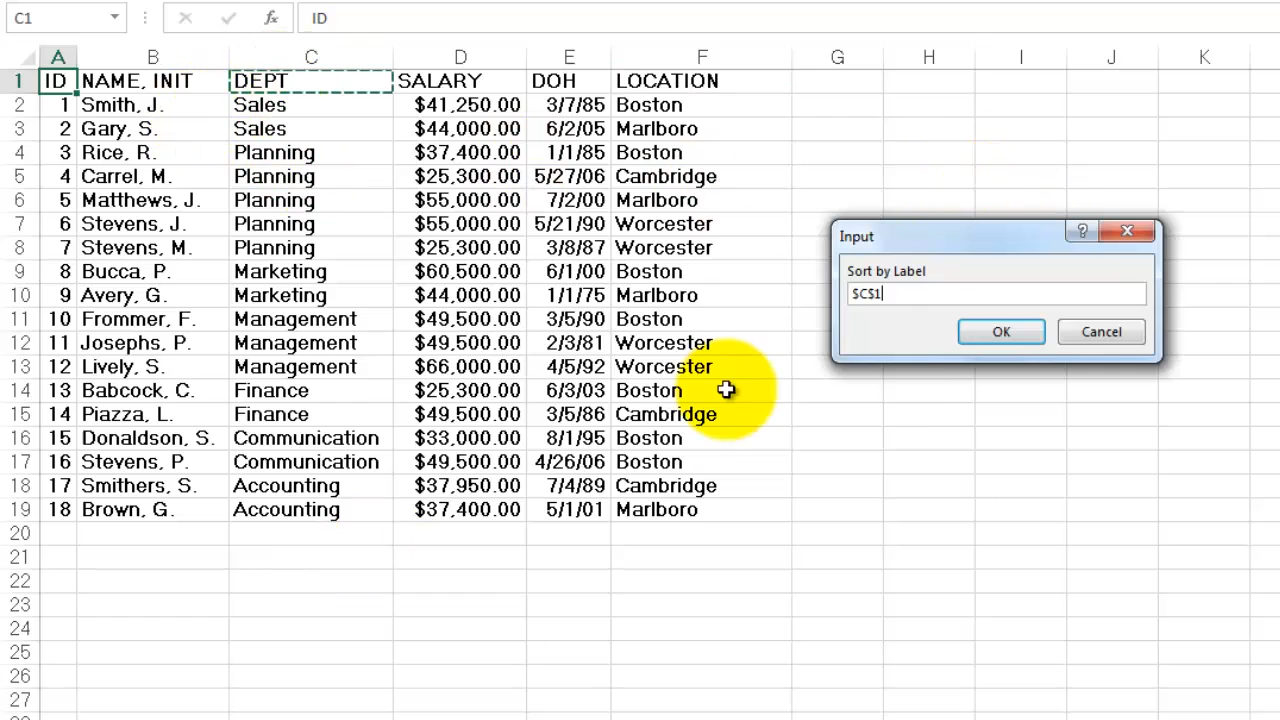 C1 fx ID
A B C D E F G H I J K
1 ID NAME, INIT DEPT SALARY DOH LOCATION
2 1 Smith, J. Sales $41,250.00 3/7/85 Boston
3 2 Gary, S. Sales $44,000.00 6/2/05 Marlboro
4 3 Rice, R. Planning $37,400.00 1/1/85 Boston
5 4 Carrel, M. Planning $25,300.00 5/27/06 Cambridge
6 5 Matthews, J. Planning $55,000.00 7/2/00 Marlboro
7 6 Stevens, J. Planning $55,000.00 5/21/90 Worcester
8 7 Stevens, M. Planning $25,300.00 3/8/87 Worcester
9 8 Bucca, P. Marketing $60,500.00 6/1/00 Boston
10 9 Avery, G. Marketing $44,000.00 1/1/75 Marlboro
11 10 Frommer, F. Management $49,500.00 3/5/90 Boston
12 11 Josephs, P. Management $49,500.00 2/3/81 Worcester
13 12 Lively, S. Management $66,000.00 4/5/92 Worcester
14 13 Babcock, C. Finance $25,300.00 6/3/03 Boston
15 14 Piazza, L. Finance $49,500.00 3/5/86 Cambridge
16 15 Donaldson, S. Communication $33,000.00 8/1/95 Boston
17 16 Stevens, P. Communication $49,500.00 4/26/06 Boston
18 17 Smithers, S. Accounting $37,950.00 7/4/89 Cambridge
19 18 Brown, G. Accounting $37,400.00 5/1/01 Marlboro
20
21
22
23
24
25
26
27
Input ?
Sort by Label
$C$1
OK Cancel